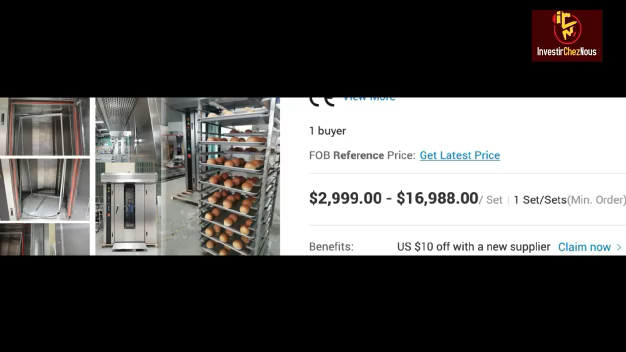 InvestirChezNous
View More
1 buyer
FOB Reference Price: Get Latest Price
$2,999.00 - $16,988.00/ Set | 1 Set/Sets(Min. Order)
Benefits: US $10 off with a new supplier Claim now >